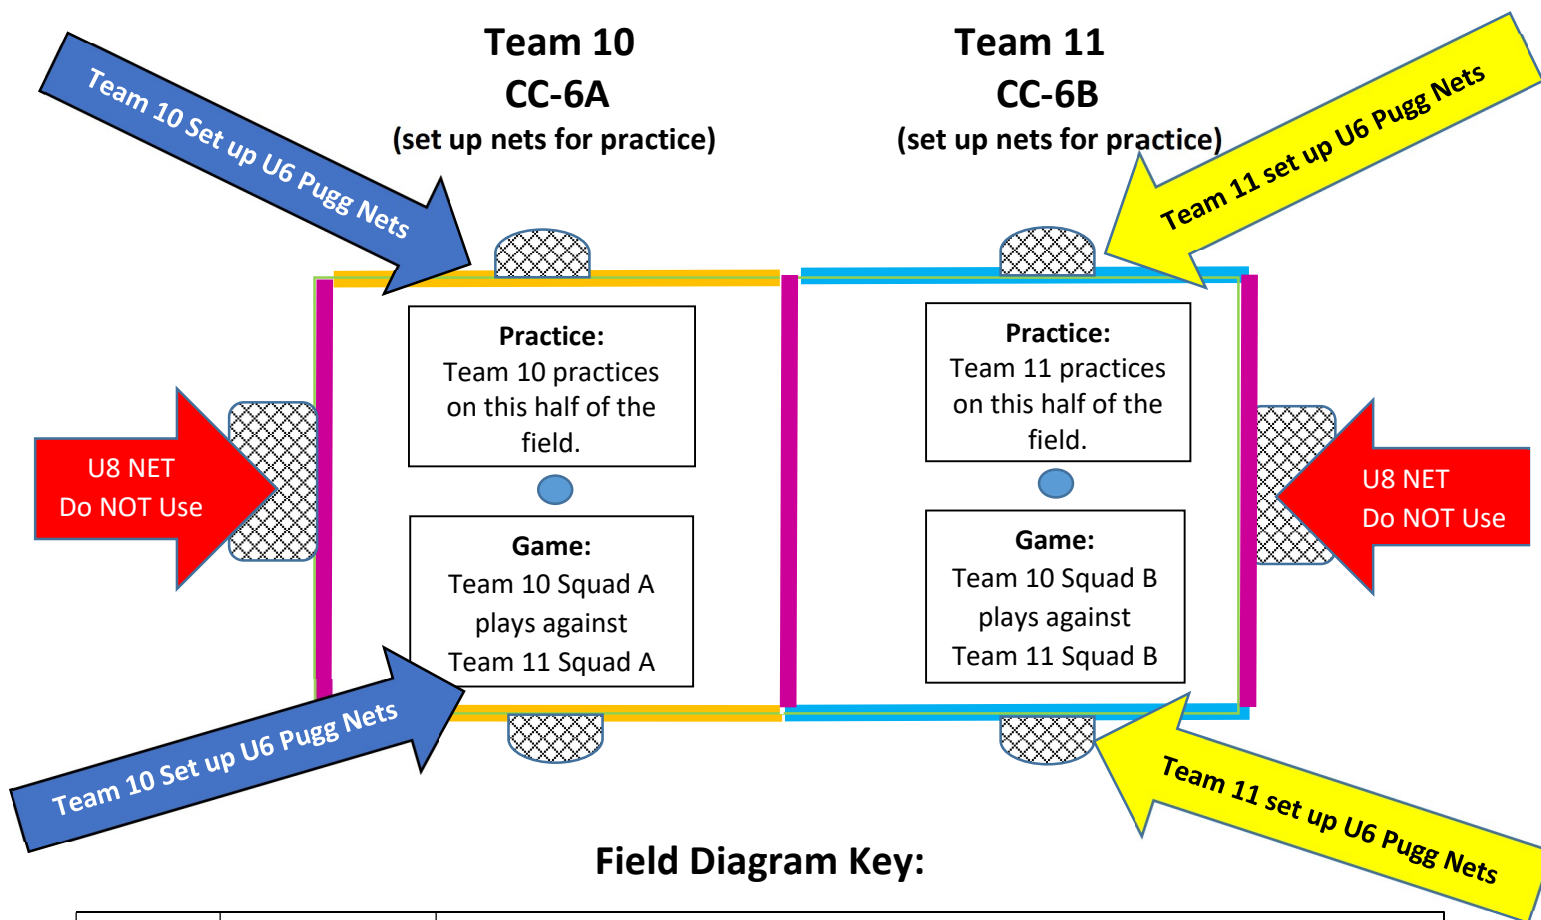 Team 10
CC-6A
(set up nets for practice)
Team 11
CC-6B
(set up nets for practice)
Team 10 Set up U6 Pugg Nets
Team 11 set up U6 Pugg Nets
Practice:
Team 10 practices
on this half of the
field.
Practice:
Team 11 practices
on this half of the
field.
U8 NET
Do NOT Use
U8 NET
Do NOT Use
Game:
Team 10 Squad A
plays against
Team 11 Squad A
Game:
Team 10 Squad B
plays against
Team 11 Squad B
Team 10 Set up U6 Pugg Nets
Team 11 set up U6 Pugg Nets
Field Diagram Key: